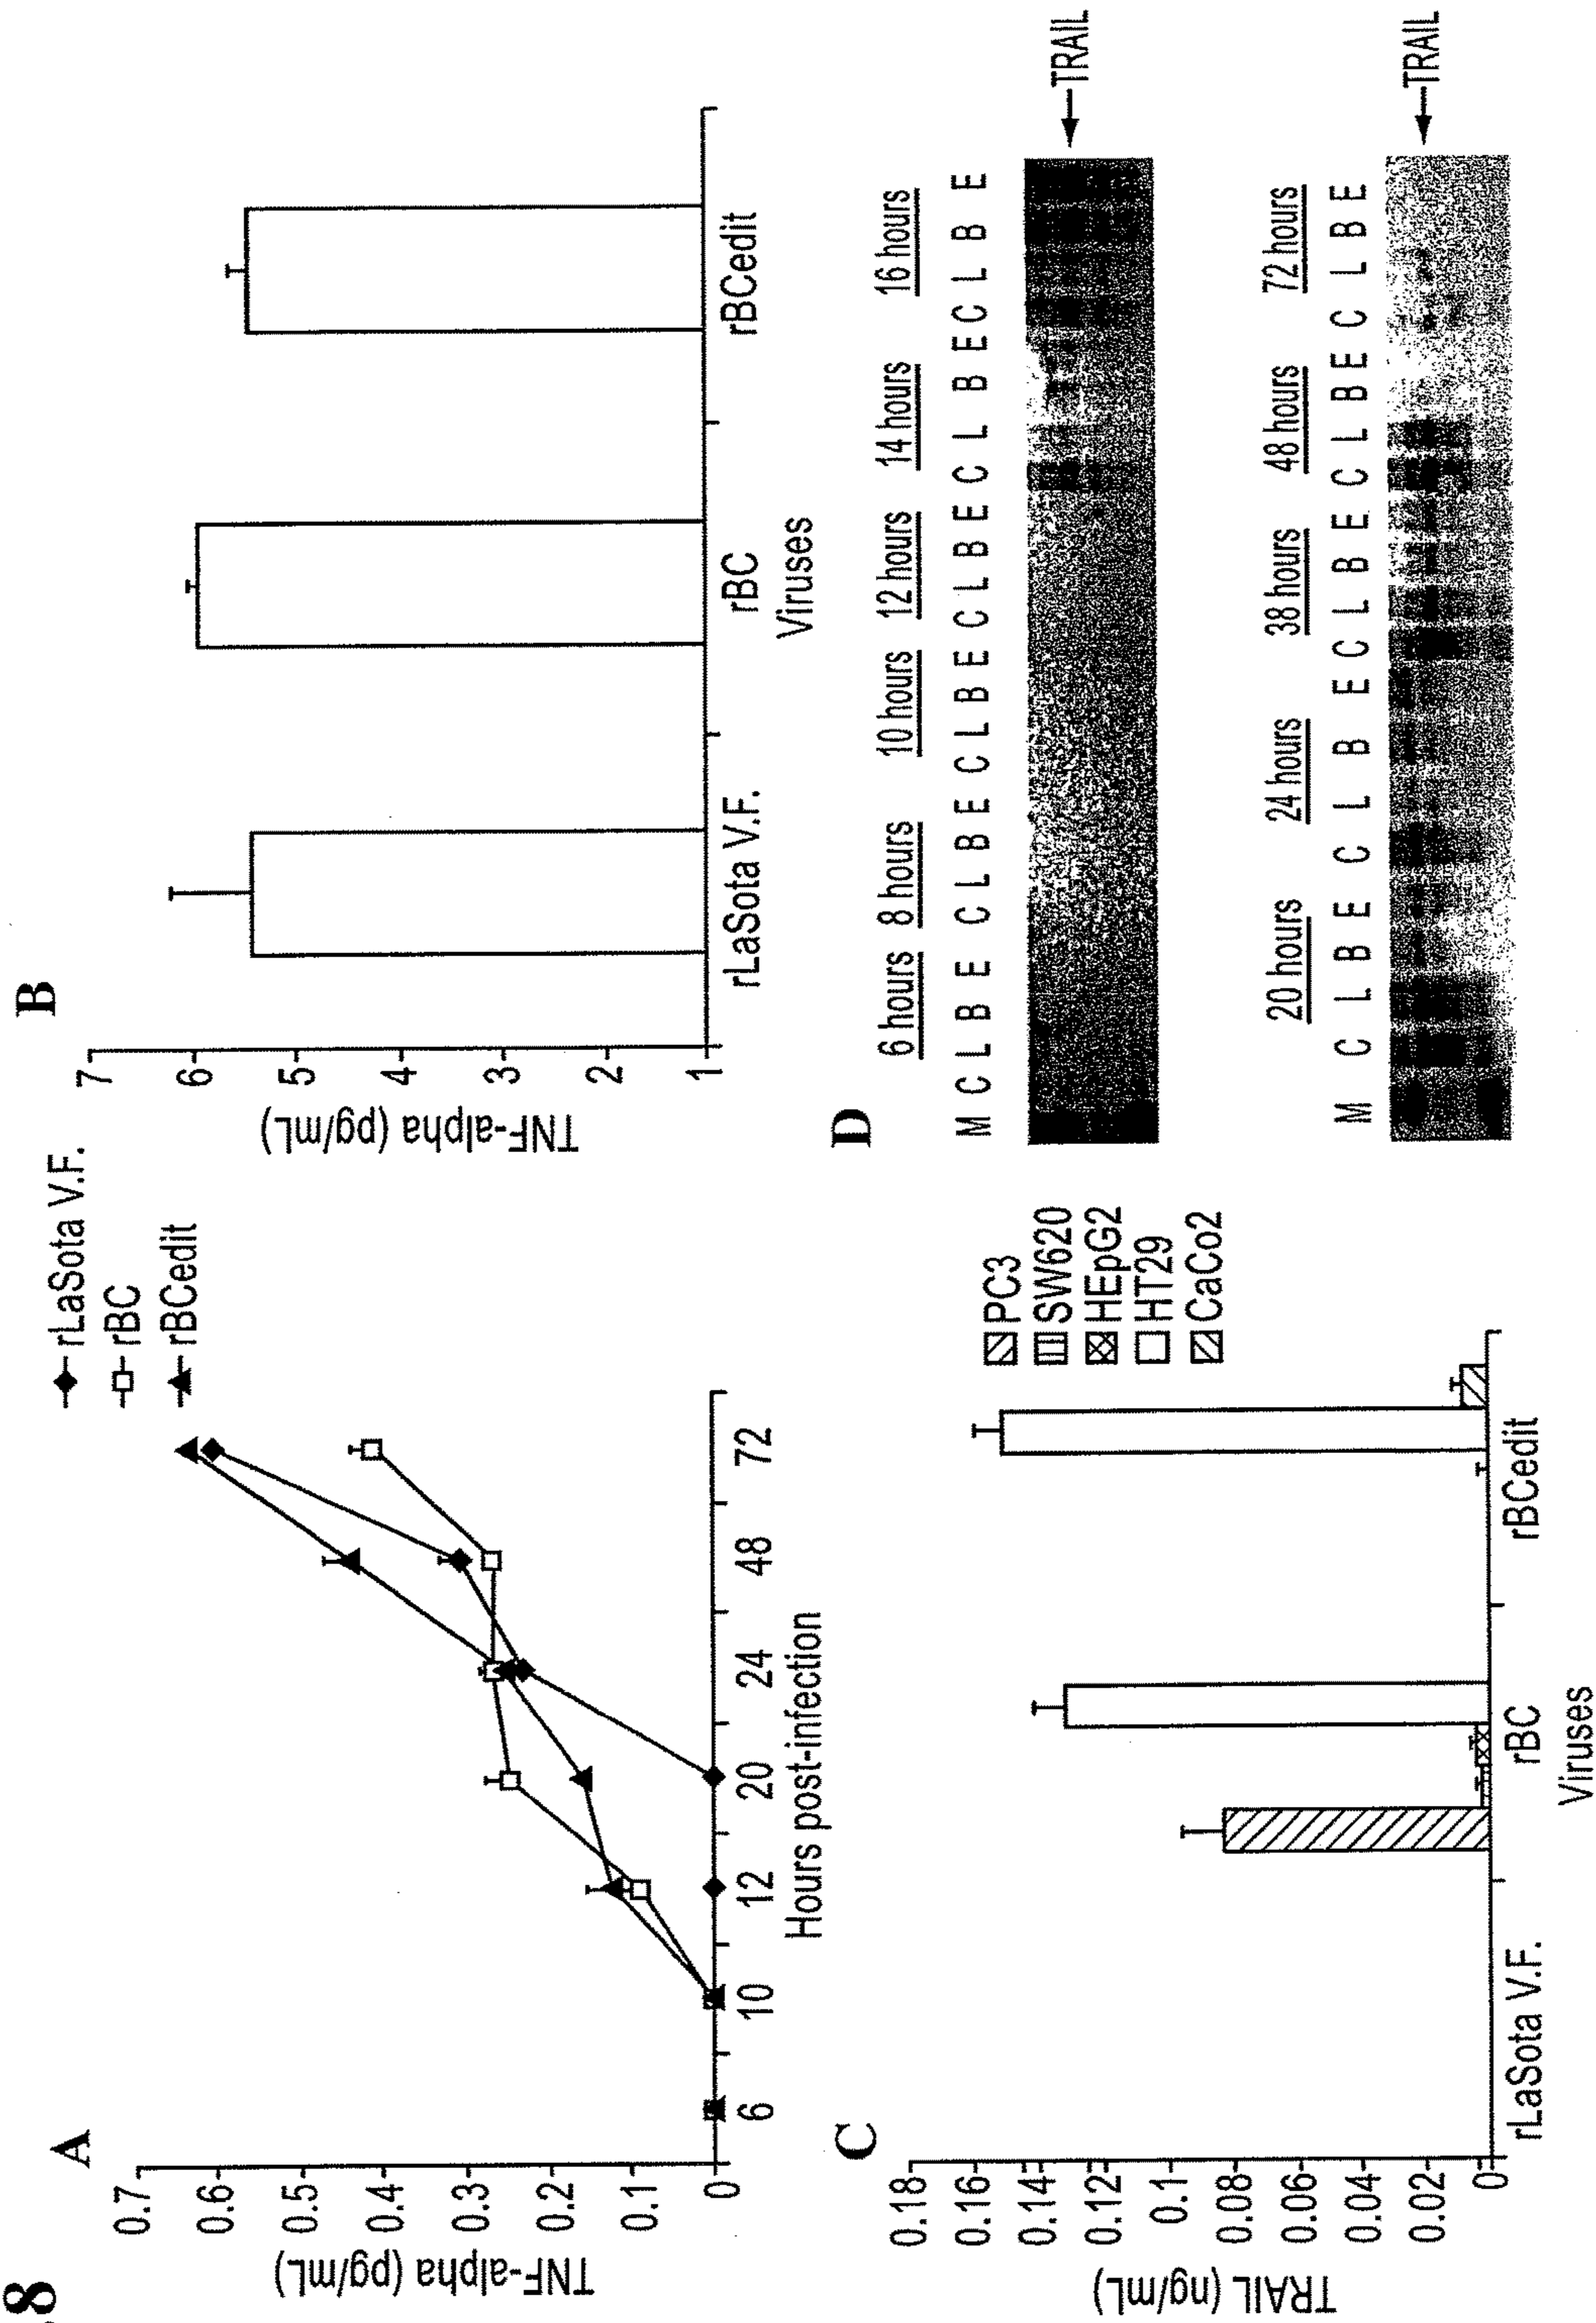 8
A
0.7
0.6
0.5
0.4
0.3
0.2
0.1
0
TNF-alpha (pg/mL)
6 10 12 20 24 48 72
Hours post-infection
rLaSota V.F.
rBC
rBCedit
B
7
6
5
4
3
2
1
TNF-alpha (pg/mL)
rLaSota V.F. rBC rBCedit
Viruses
C
0.18
0.16
0.14
0.12
0.1
0.08
0.06
0.04
0.02
0
TRAIL (ng/mL)
rLaSota V.F. rBC rBCedit
Viruses
PC3
SW620
HEpG2
HT29
CaCo2
D
6 hours 8 hours 10 hours 12 hours 14 hours 16 hours
M C L B E C L B E C L B E C L B E C L B E C L B E
TRAIL
20 hours 24 hours 38 hours 48 hours 72 hours
M C L B E C L B E C L B E C L B E C L B E
TRAIL